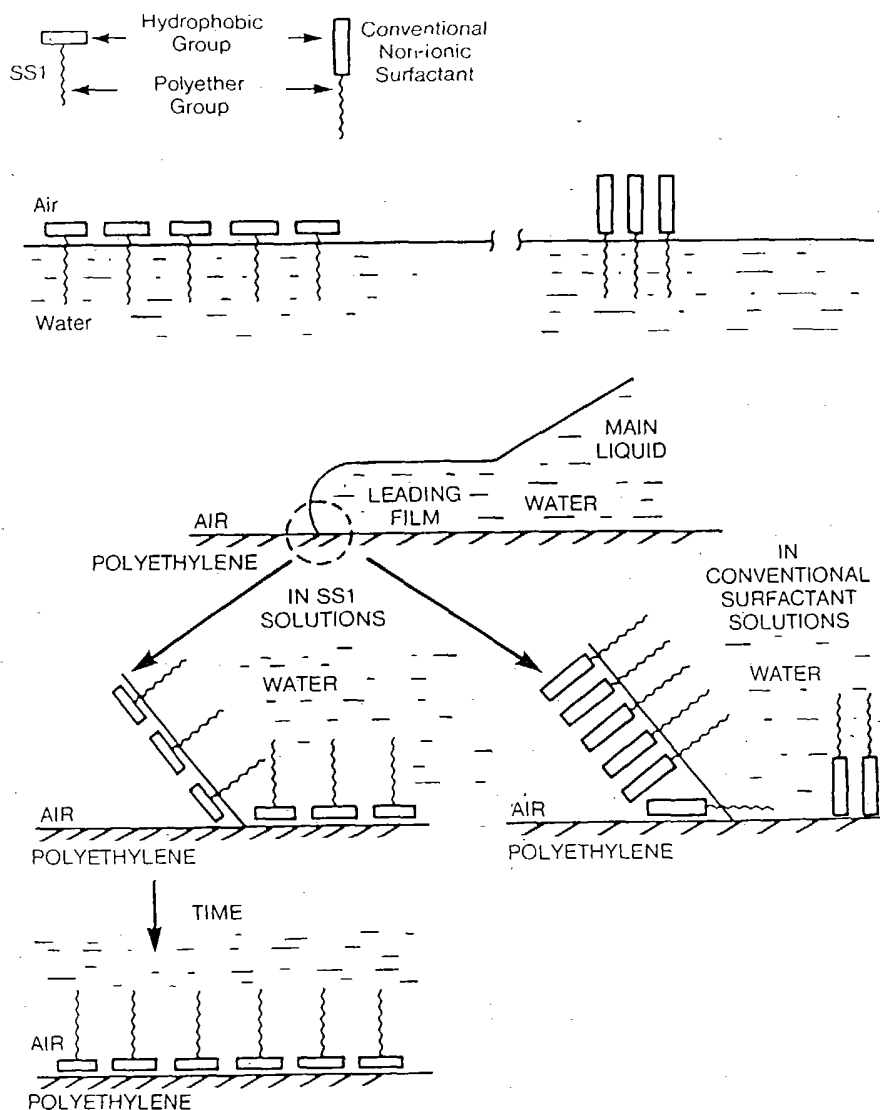 Hydrophobic
Group
SS1
Polyether
Group
Conventional
Non-ionic
Surfactant
Air
Water
MAIN
LIQUID
LEADING
FILM
WATER
AIR
POLYETHYLENE
IN SS1
SOLUTIONS
IN
CONVENTIONAL
SURFACTANT
SOLUTIONS
WATER
WATER
AIR
POLYETHYLENE
AIR
POLYETHYLENE
TIME
AIR
POLYETHYLENE